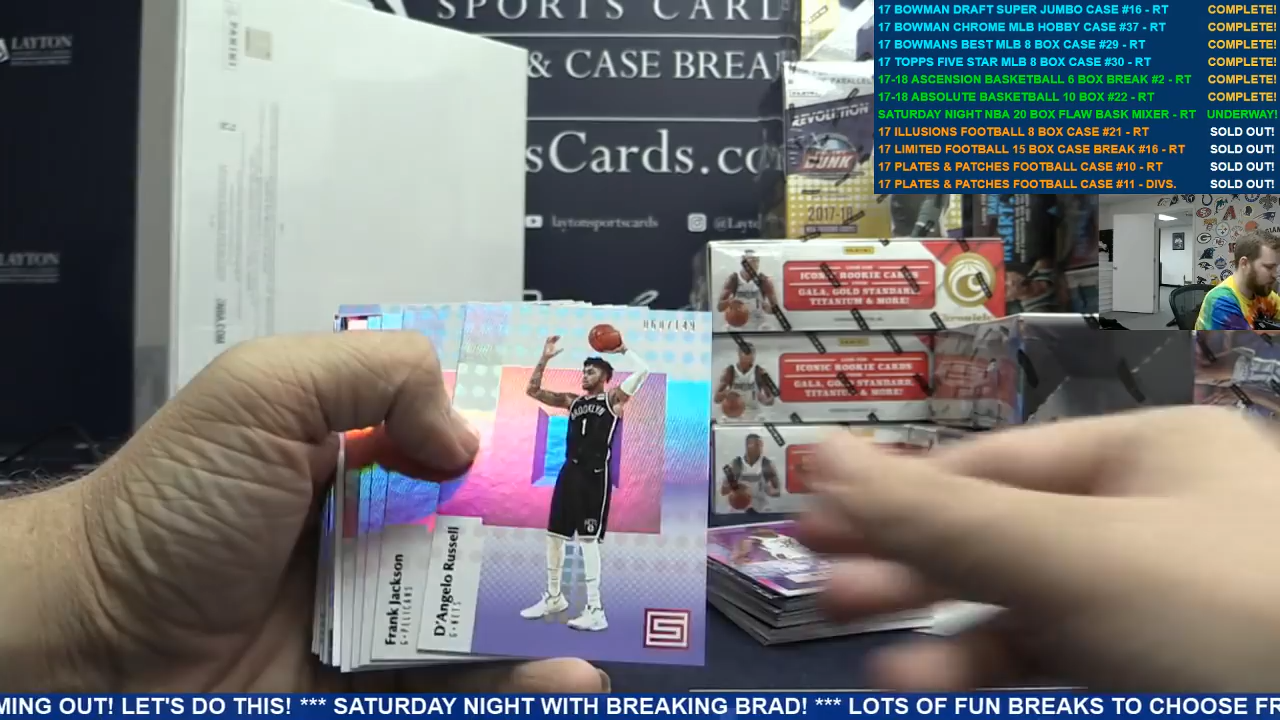 SPORTS CARD
LAYTON
& CASE BREA
sCards.co
laytonsportscards
@Layto
LAYTON
PANINI
REVOLUTION
2017-18
ICONIC ROOKIE CARDS
GALA, GOLD STANDARD,
TITANIUM & MORE!
ICONIC ROOKIE CARDS
GALA, GOLD STANDARD,
TITANIUM & MORE!
BROOKLYN
1
Frank Jackson
G-PELICANS
D'Angelo Russell
G-NETS
S
17 BOWMAN DRAFT SUPER JUMBO CASE #16 - RT COMPLETE!
17 BOWMAN CHROME MLB HOBBY CASE #37 - RT COMPLETE!
17 BOWMANS BEST MLB 8 BOX CASE #29 - RT COMPLETE!
17 TOPPS FIVE STAR MLB 8 BOX CASE #30 - RT COMPLETE!
17-18 ASCENSION BASKETBALL 6 BOX BREAK #2 - RT COMPLETE!
17-18 ABSOLUTE BASKETBALL 10 BOX #22 - RT COMPLETE!
SATURDAY NIGHT NBA 20 BOX FLAW BASK MIXER - RT UNDERWAY!
17 ILLUSIONS FOOTBALL 8 BOX CASE #21 - RT SOLD OUT!
17 LIMITED FOOTBALL 15 BOX CASE BREAK #16 - RT SOLD OUT!
17 PLATES & PATCHES FOOTBALL CASE #10 - RT SOLD OUT!
17 PLATES & PATCHES FOOTBALL CASE #11 - DIVS. SOLD OUT!
MING OUT! LET'S DO THIS! *** SATURDAY NIGHT WITH BREAKING BRAD! *** LOTS OF FUN BREAKS TO CHOOSE FR